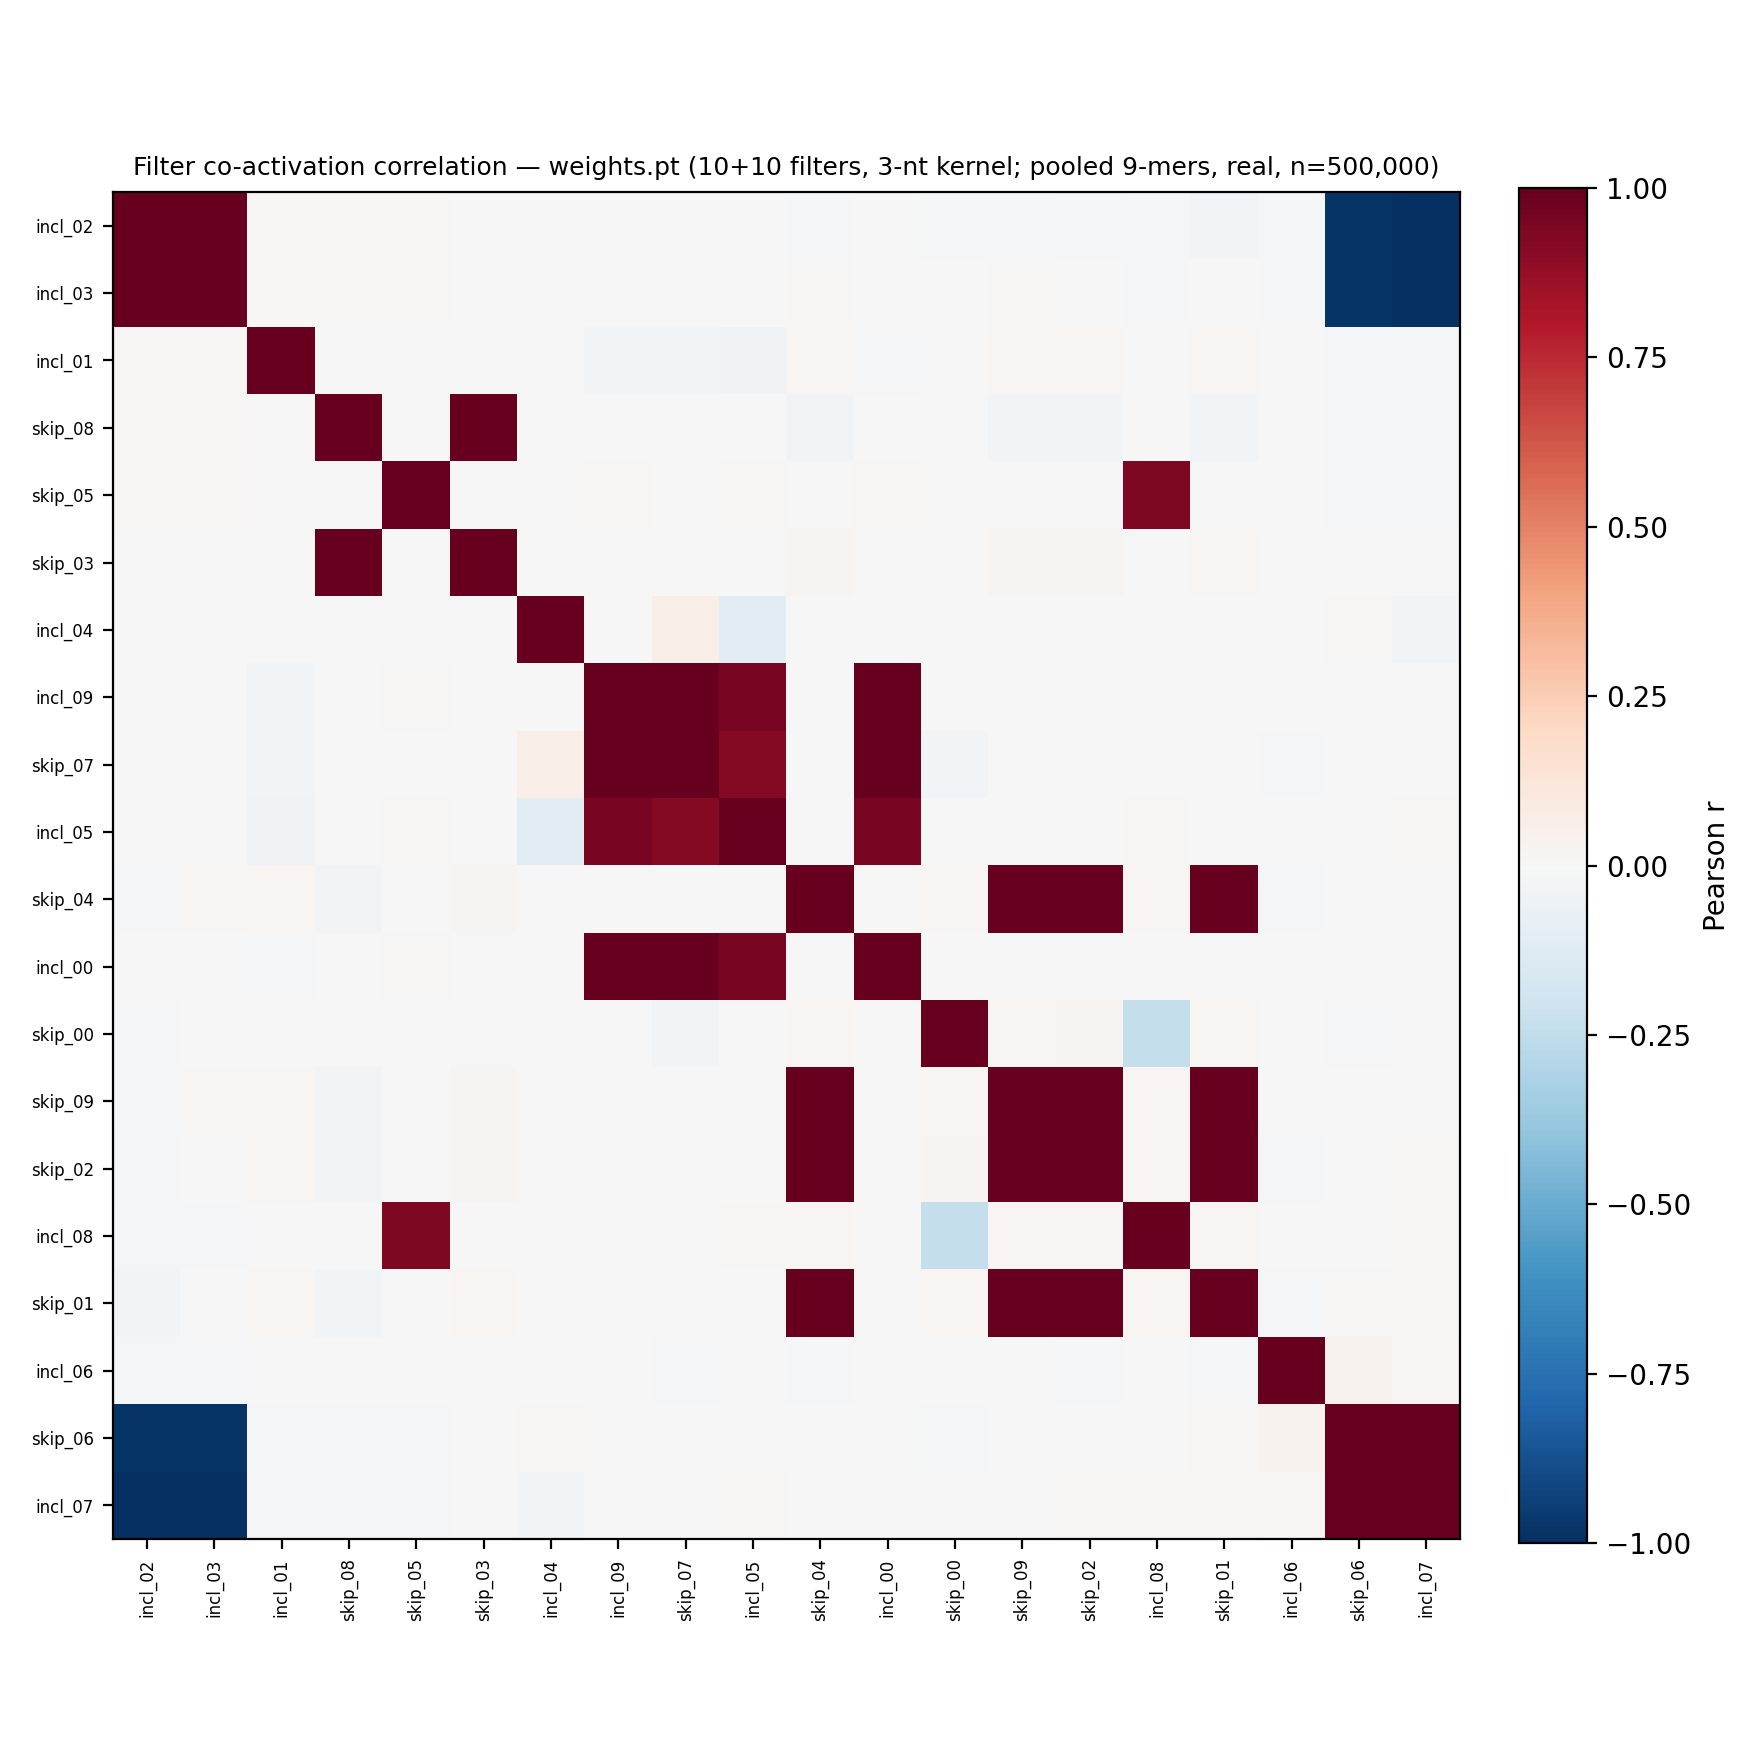 Filter co-activation correlation — weights.pt (10+10 filters, 3-nt kernel; pooled 9-mers, real, n=500,000)
incl_02
incl_03
incl_01
skip_08
skip_05
skip_03
incl_04
incl_09
skip_07
incl_05
skip_04
incl_00
skip_00
skip_09
skip_02
incl_08
skip_01
incl_06
skip_06
incl_07
incl_02 incl_03 incl_01 skip_08 skip_05 skip_03 incl_04 incl_09 skip_07 incl_05 skip_04 incl_00 skip_00 skip_09 skip_02 incl_08 skip_01 incl_06 skip_06 incl_07
1.00
0.75
0.50
0.25
0.00
−0.25
−0.50
−0.75
−1.00
Pearson r